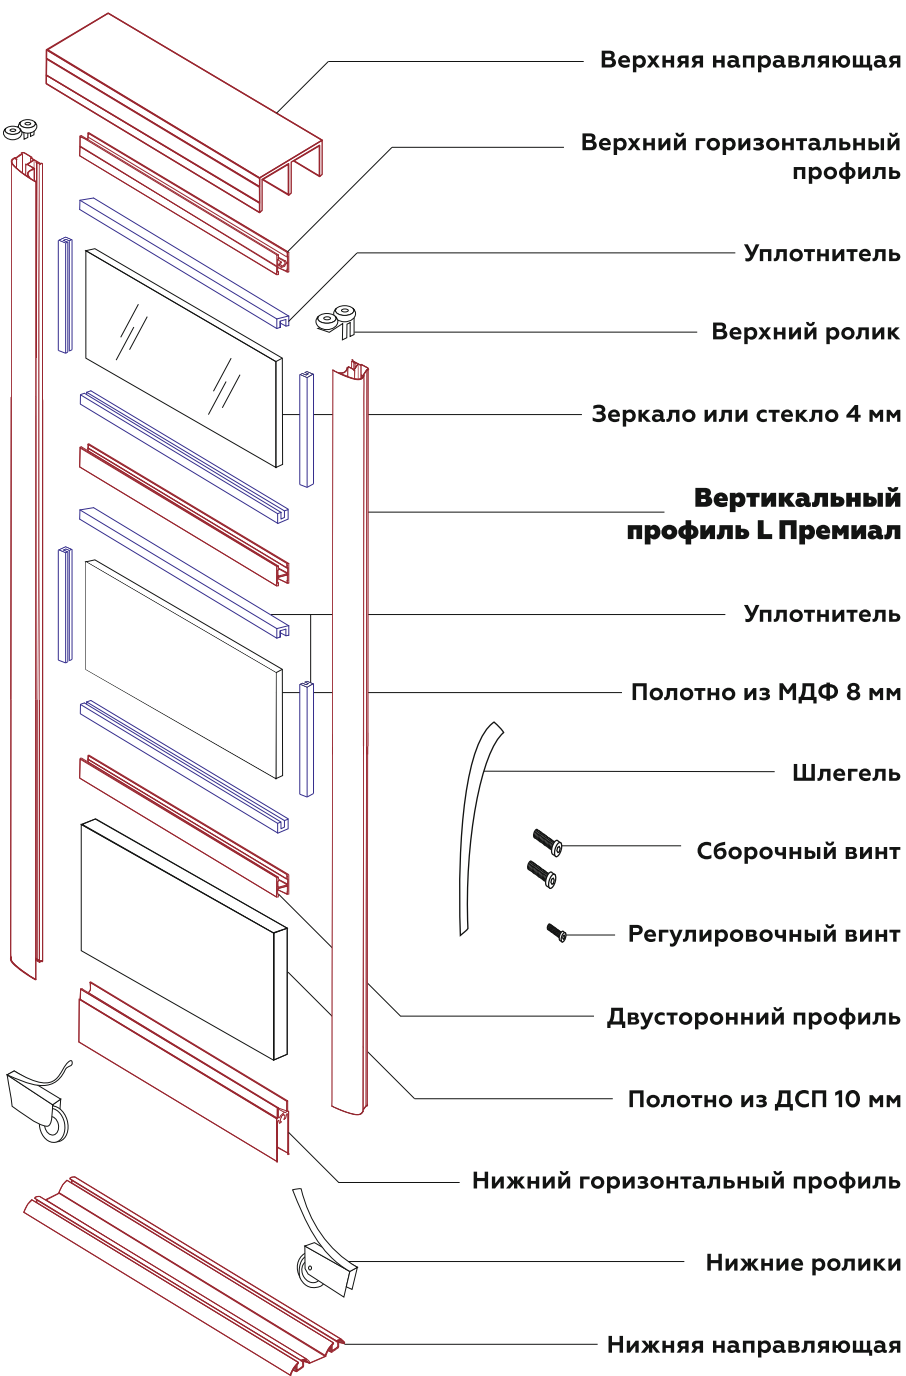 Верхняя направляющая
Верхний горизонтальный
профиль
Уплотнитель
Верхний ролик
Зеркало или стекло 4 мм
Вертикальный
профиль L Премиал
Уплотнитель
Полотно из МДФ 8 мм
Шлегель
Сборочный винт
Регулировочный винт
Двусторонний профиль
Полотно из ДСП 10 мм
Нижний горизонтальный профиль
Нижние ролики
Нижняя направляющая